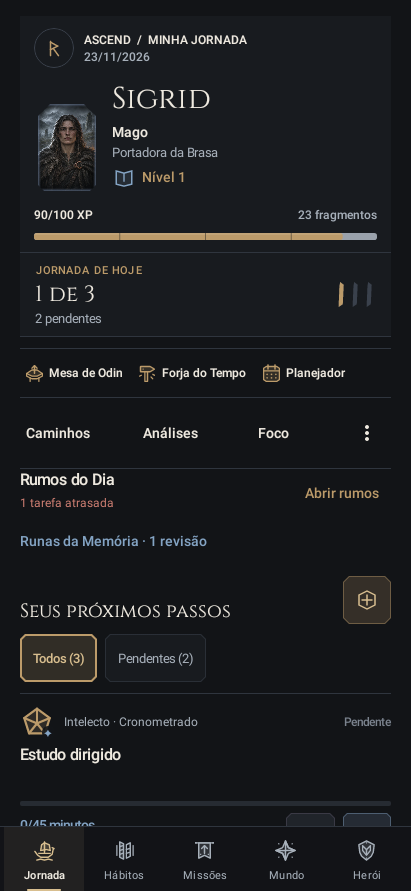 ASCEND / MINHA JORNADA
23/11/2026
Sigrid
Mago
Portadora da Brasa
Nível 1
90/100 XP
23 fragmentos
JORNADA DE HOJE
1 de 3
2 pendentes
Mesa de Odin Forja do Tempo Planejador
Caminhos Análises Foco
Rumos do Dia
1 tarefa atrasada
Abrir rumos
Runas da Memória · 1 revisão
Seus próximos passos
Todos (3) Pendentes (2)
Intelecto · Cronometrado Pendente
Estudo dirigido
0/45 minutos
Jornada Hábitos Missões Mundo Herói